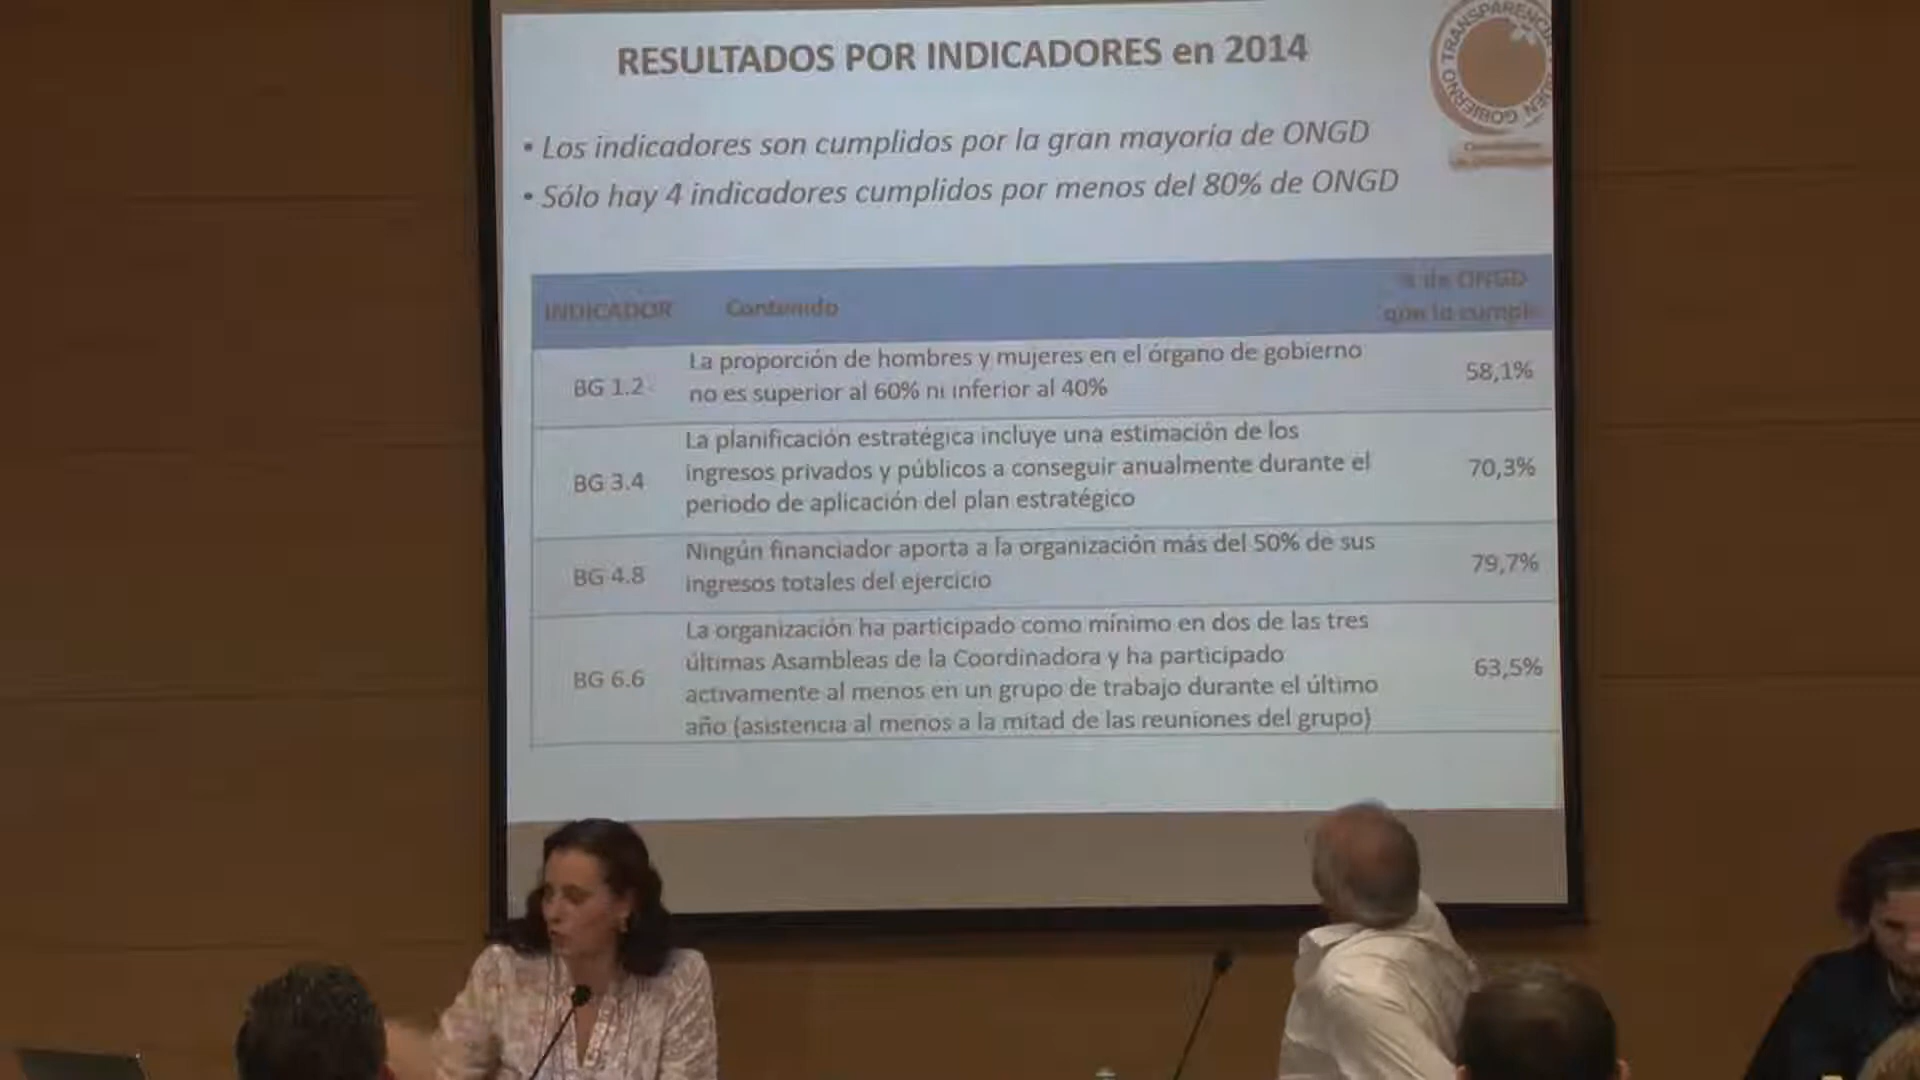 RESULTADOS POR INDICADORES en 2014
TRANSPARENCIA
BUEN GOBIERNO
• Los indicadores son cumplidos por la gran mayoría de ONGD
• Sólo hay 4 indicadores cumplidos por menos del 80% de ONGD
INDICADOR Contenido % de ONGD
que lo cumple
La proporción de hombres y mujeres en el órgano de gobierno
BG 1.2 no es superior al 60% ni inferior al 40% 58,1%
La planificación estratégica incluye una estimación de los
BG 3.4 ingresos privados y públicos a conseguir anualmente durante el 70,3%
periodo de aplicación del plan estratégico
Ningún financiador aporta a la organización más del 50% de sus
BG 4.8 ingresos totales del ejercicio 79,7%
La organización ha participado como mínimo en dos de las tres
últimas Asambleas de la Coordinadora y ha participado
BG 6.6 activamente al menos en un grupo de trabajo durante el último 63,5%
año (asistencia al menos a la mitad de las reuniones del grupo)